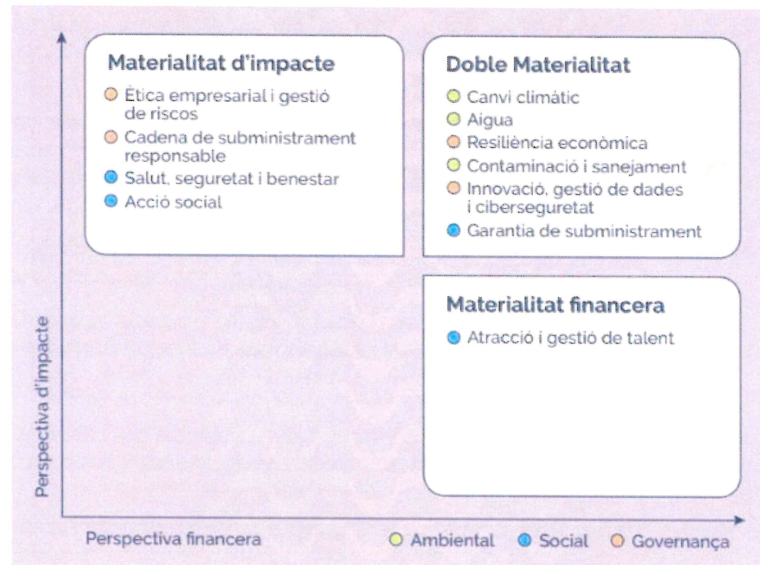 Materialitat d'impacte
Ètica empresarial i gestió
de riscos
Cadena de subministrament
responsable
Salut, seguretat i benestar
Acció social
Doble Materialitat
Canvi climàtic
Aigua
Resiliència econòmica
Contaminació i sanejament
Innovació, gestió de dades
i ciberseguretat
Garantia de subministrament
Materialitat financera
Atracció i gestió de talent
Perspectiva d'impacte
Perspectiva financera
Ambiental
Social
Governança